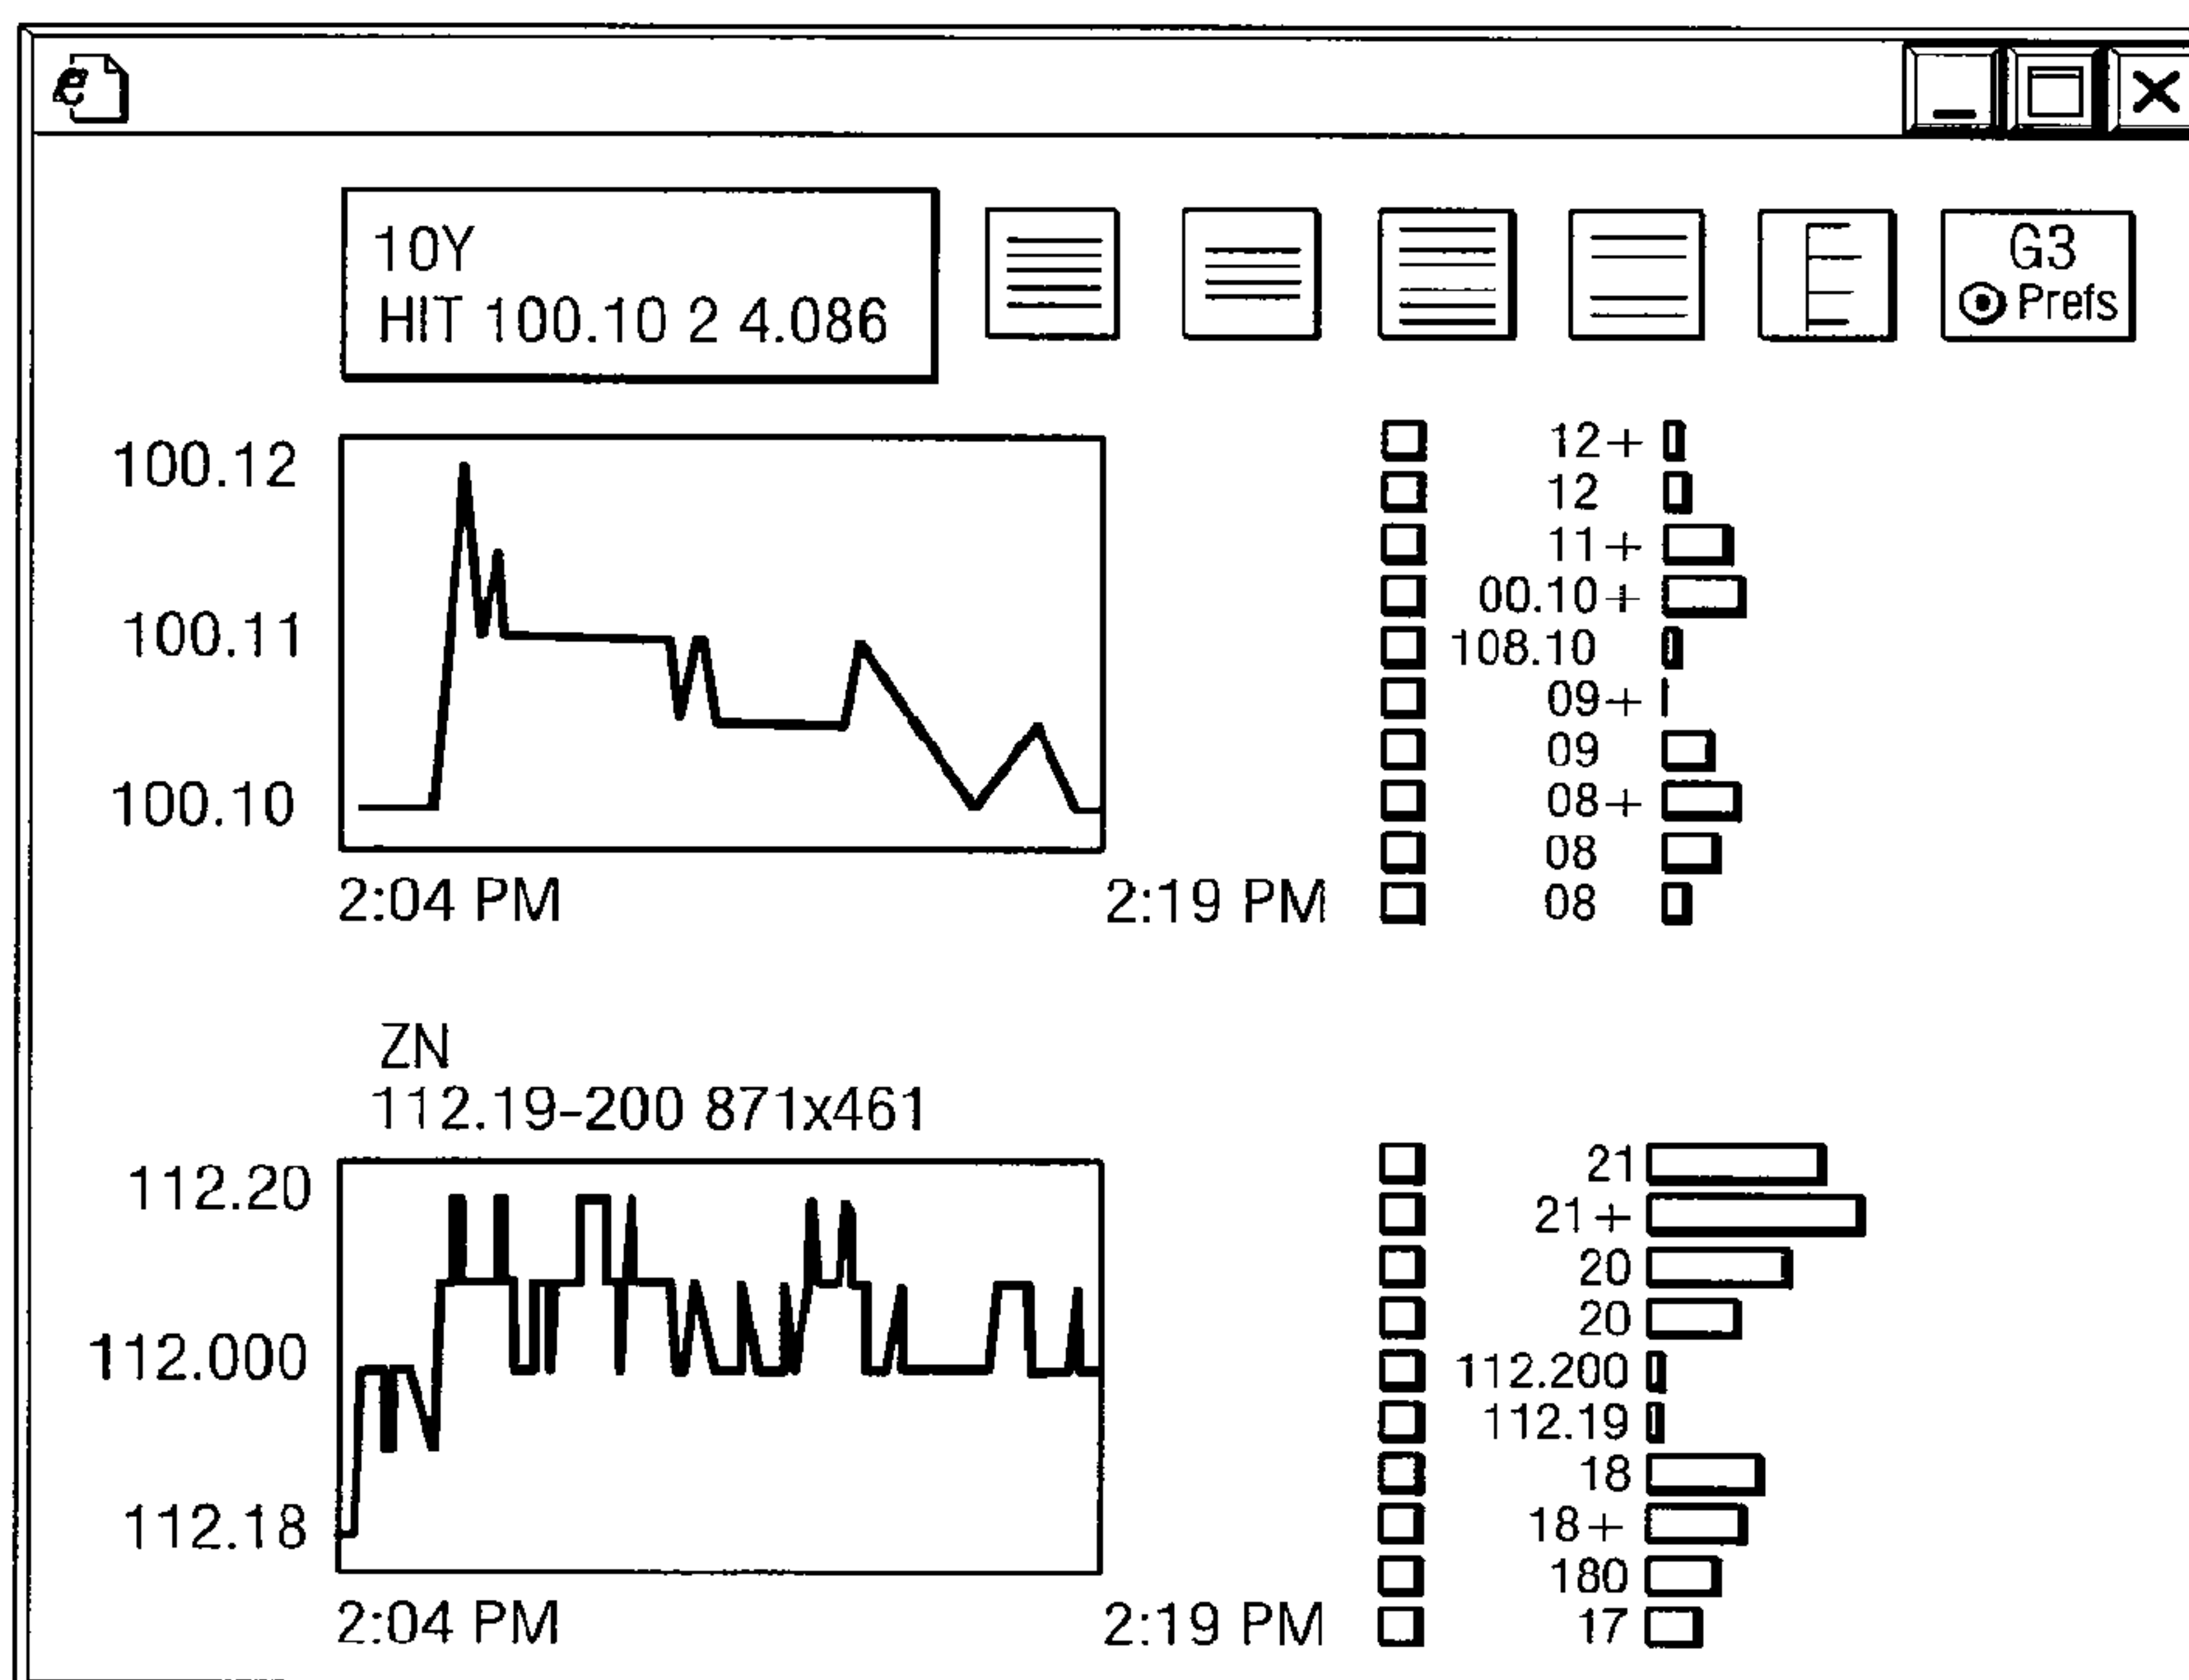 10Y
HIT 100.10 2 4.086
G3
Prefs
100.12
100.11
100.10
2:04 PM
2:19 PM
12+
12
11+
00.10+
108.10
09+
09
08+
08
08
ZN
112.19-200 871x461
112.20
112.000
112.18
2:04 PM
2:19 PM
21
21+
20
20
112.200
112.19
18
18+
180
17